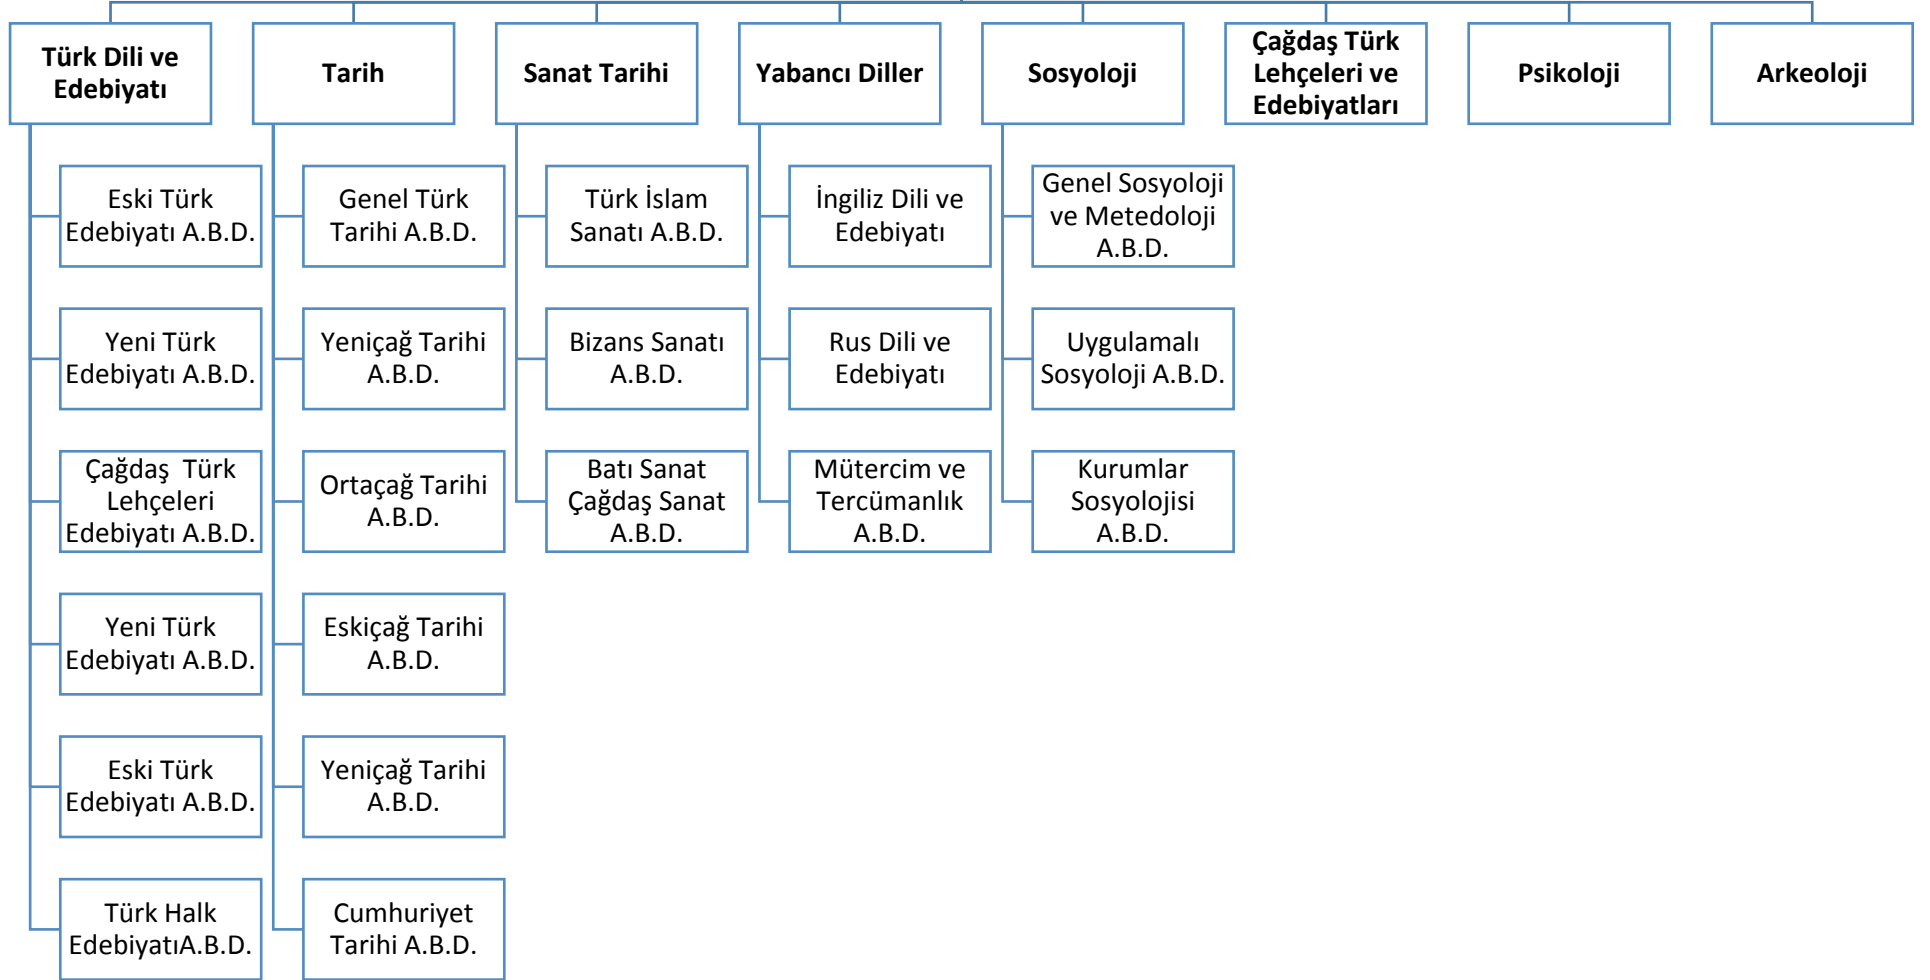 Türk Dili ve
Edebiyatı
Tarih
Sanat Tarihi
Yabancı Diller
Sosyoloji
Çağdaş Türk
Lehçeleri ve
Edebiyatları
Psikoloji
Arkeoloji
Eski Türk
Edebiyatı A.B.D.
Yeni Türk
Edebiyatı A.B.D.
Çağdaş  Türk
Lehçeleri
Edebiyatı A.B.D.
Yeni Türk
Edebiyatı A.B.D.
Eski Türk
Edebiyatı A.B.D.
Türk Halk
EdebiyatıA.B.D.
Genel Türk
Tarihi A.B.D.
Yeniçağ Tarihi
A.B.D.
Ortaçağ Tarihi
A.B.D.
Eskiçağ Tarihi
A.B.D.
Yeniçağ Tarihi
A.B.D.
Cumhuriyet
Tarihi A.B.D.
Türk İslam
Sanatı A.B.D.
Bizans Sanatı
A.B.D.
Batı Sanat
Çağdaş Sanat
A.B.D.
İngiliz Dili ve
Edebiyatı
Rus Dili ve
Edebiyatı
Mütercim ve
Tercümanlık
A.B.D.
Genel Sosyoloji
ve Metedoloji
A.B.D.
Uygulamalı
Sosyoloji A.B.D.
Kurumlar
Sosyolojisi
A.B.D.